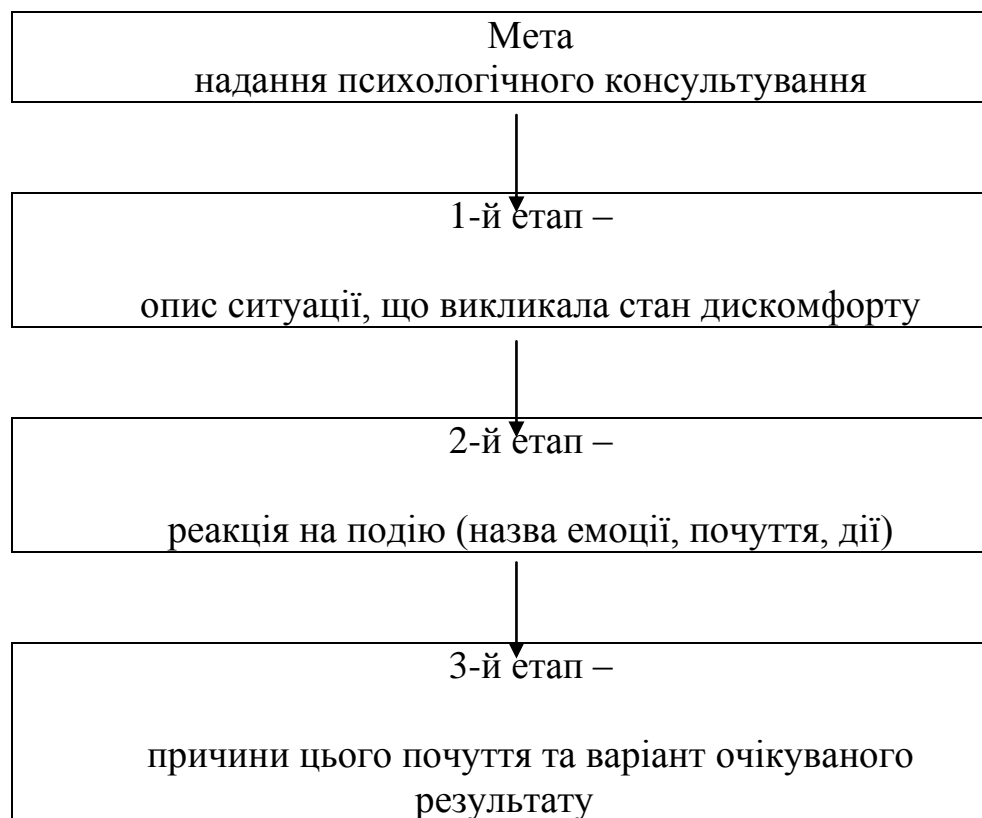 Мета
надання психологічного консультування
1-й етап –
опис ситуації, що викликала стан дискомфорту
2-й етап –
реакція на подію (назва емоції, почуття, дії)
3-й етап –
причини цього почуття та варіант очікуваного
результату